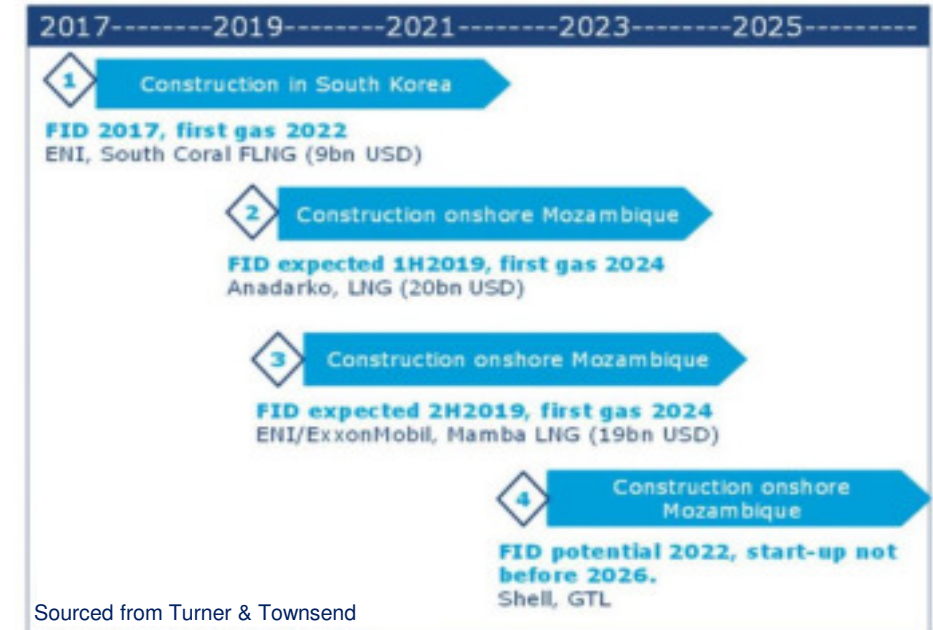 2017--------2019--------2021--------2023--------2025---------
1
Construction in South Korea
FID 2017, first gas 2022
ENI, South Coral FLNG (9bn USD)
2
Construction onshore Mozambique
FID expected 1H2019, first gas 2024
Anadarko, LNG (20bn USD)
3
Construction onshore Mozambique
FID expected 2H2019, first gas 2024
ENI/ExxonMobil, Mamba LNG (19bn USD)
4
Construction onshore
Mozambique
FID potential 2022, start-up not
before 2026.
Shell, GTL
Sourced from Turner & Townsend